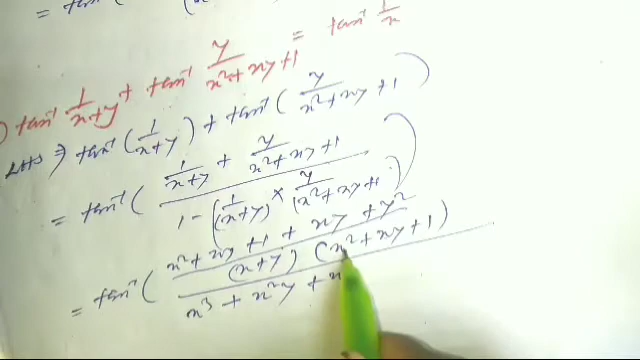 = tan⁻¹ (
) tan⁻¹ 1/(x+y) + tan⁻¹ y/(x²+xy+1) = tan⁻¹ 1/x
LHS ⇒ tan⁻¹ (1/(x+y)) + tan⁻¹ ( y/(x²+xy+1) )
= tan⁻¹ ( (1/(x+y) + y/(x²+xy+1)) / (1 - (1/(x+y) × y/(x²+xy+1))) )
= tan⁻¹ ( (x²+xy+1+xy+y²) / (x+y) (x²+xy+1) )
x³ + x²y +